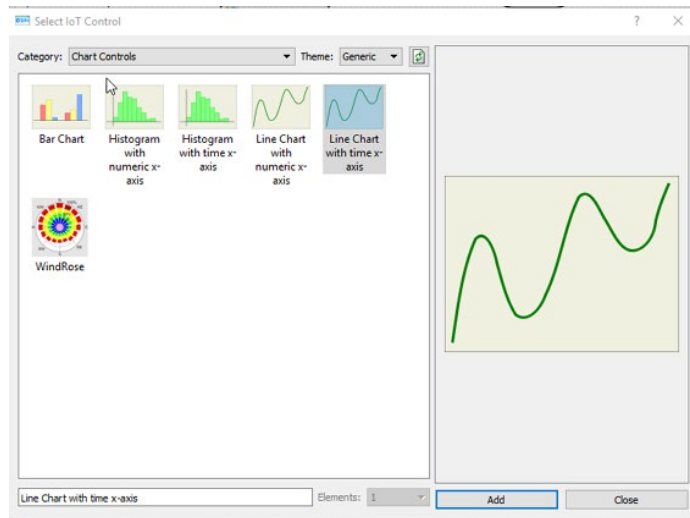 Select IoT Control
Category: Chart Controls Theme: Generic
Bar Chart
Histogram
with
numeric x-
axis
Histogram
with time x-
axis
Line Chart
with
numeric x-
axis
Line Chart
with time x-
axis
WindRose
Line Chart with time x-axis Elements: 1 Add Close